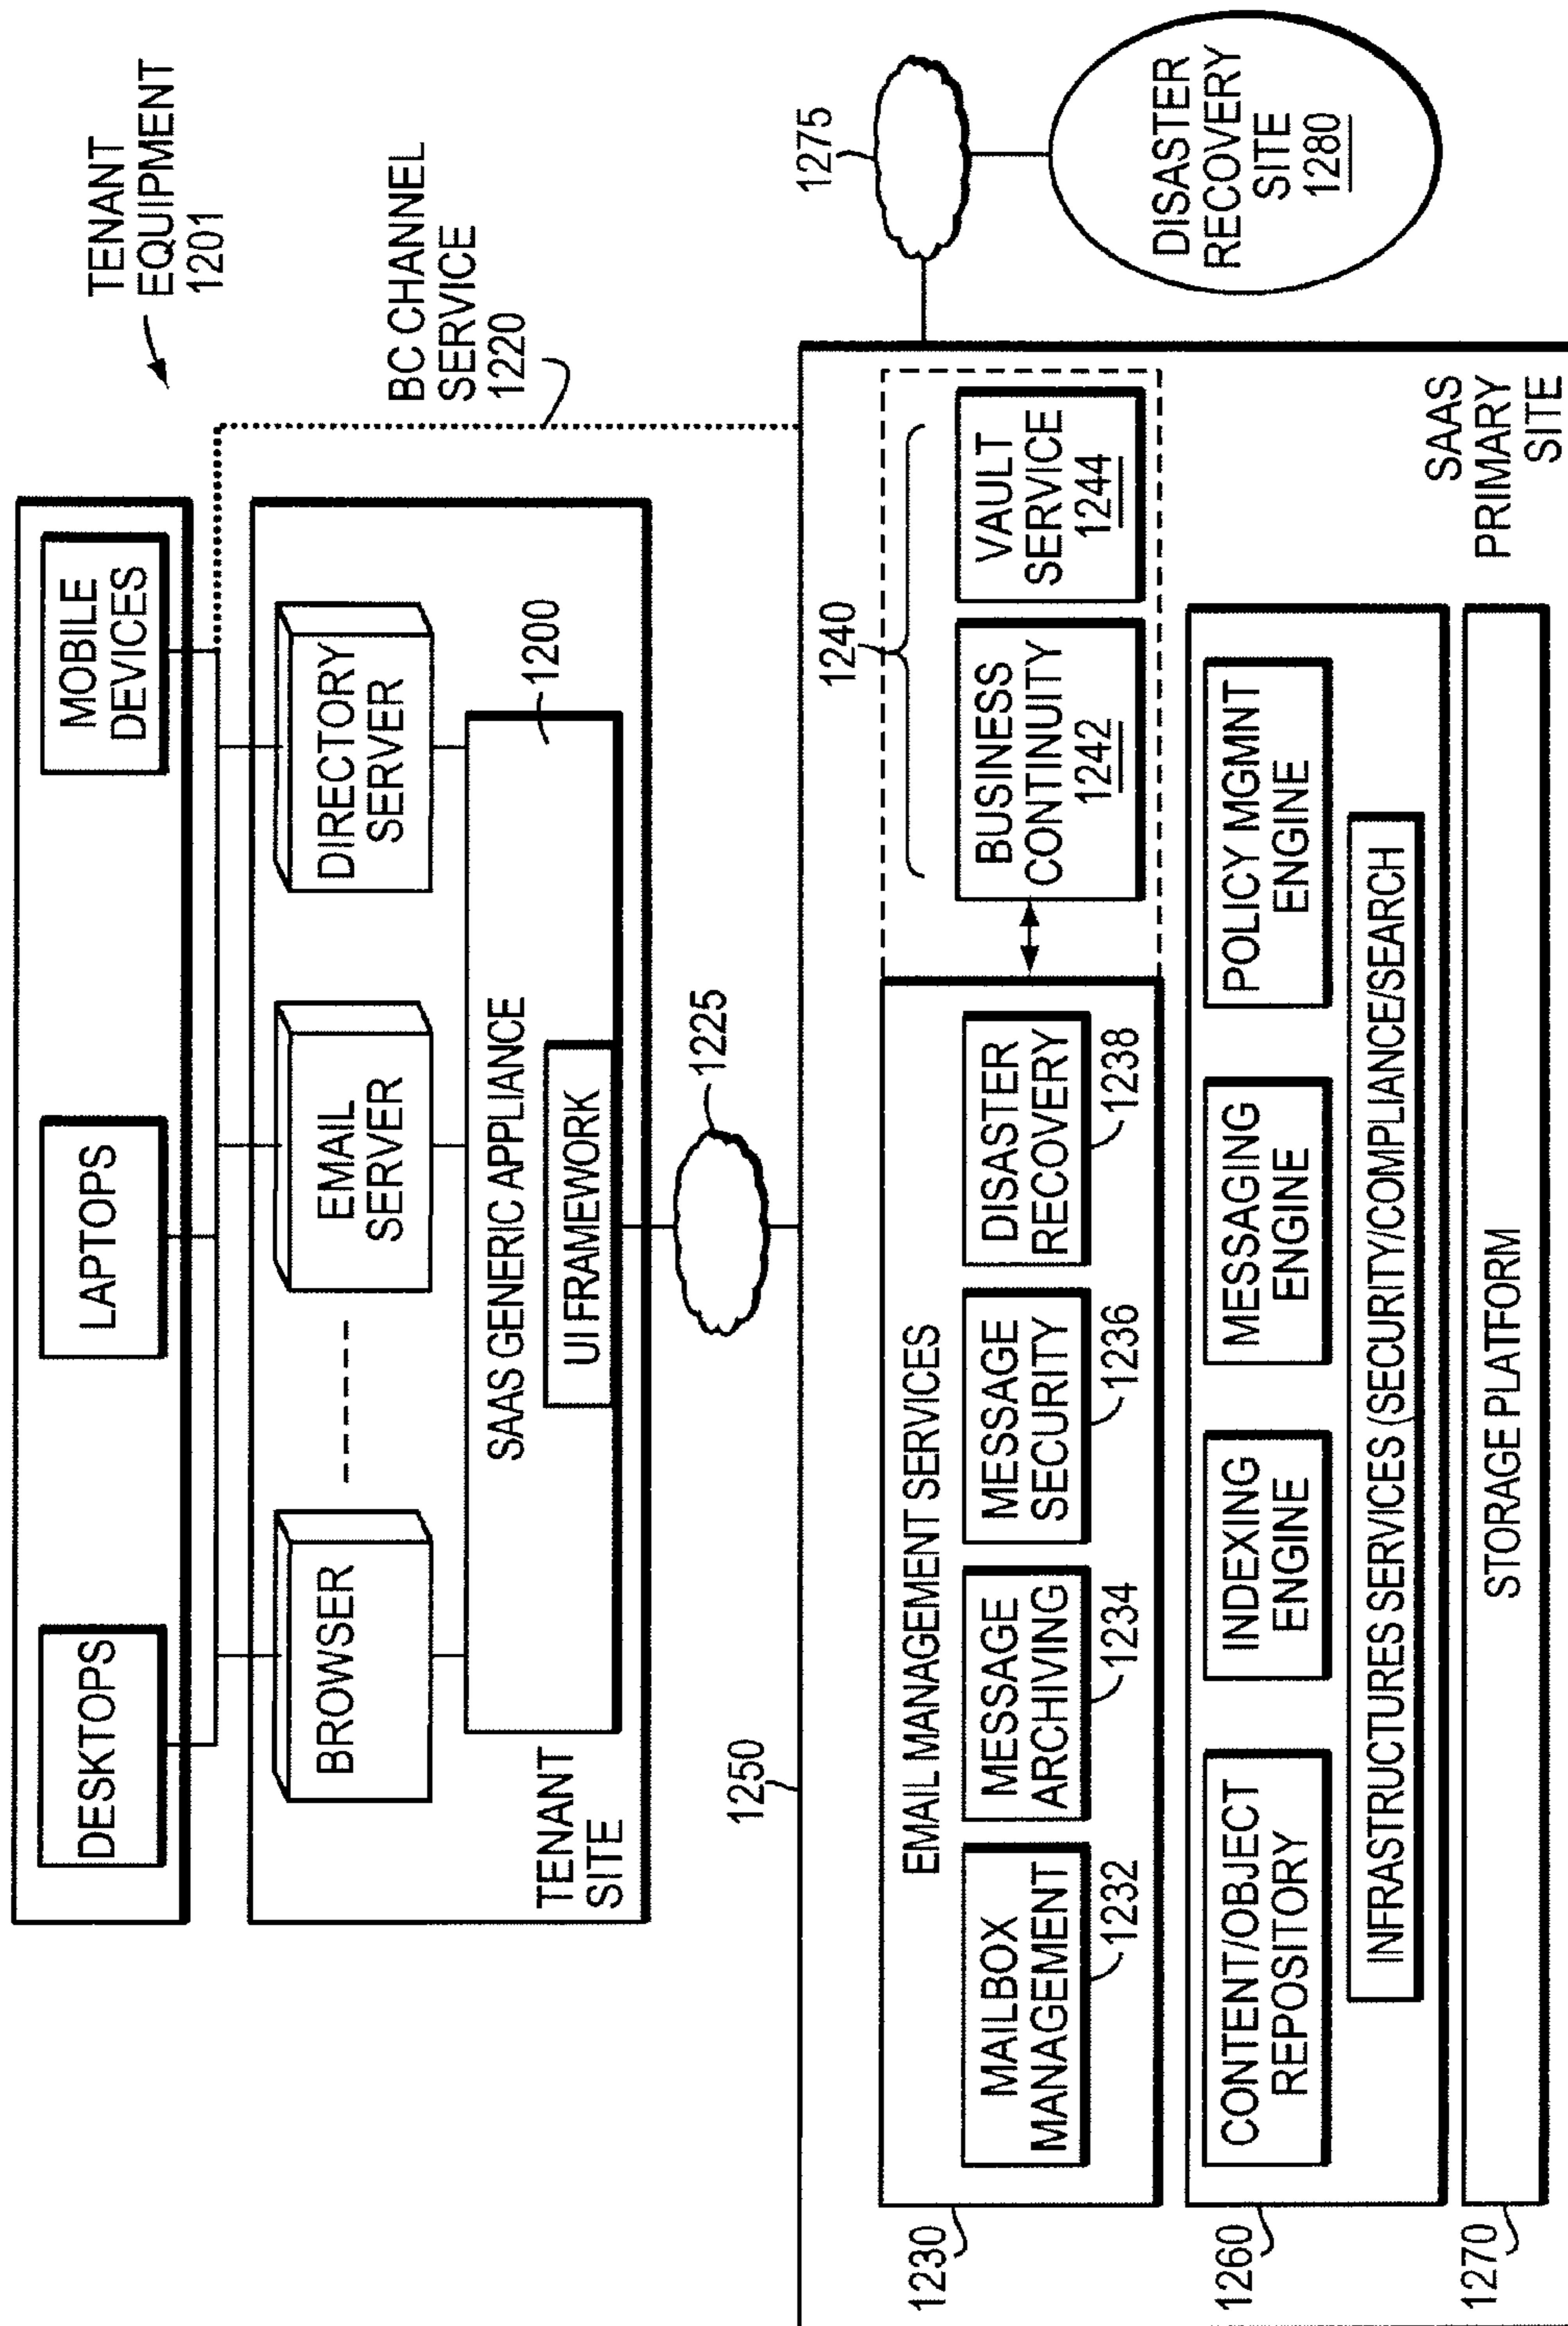 TENANT
EQUIPMENT
1201
DESKTOPS
LAPTOPS
MOBILE
DEVICES
BC CHANNEL
SERVICE
1220
BROWSER
EMAIL
SERVER
DIRECTORY
SERVER
SAAS GENERIC APPLIANCE
1200
UI FRAMEWORK
TENANT
SITE
1225
1250
1275
1240
EMAIL MANAGEMENT SERVICES
MAILBOX
MANAGEMENT
1232
MESSAGE
ARCHIVING
1234
MESSAGE
SECURITY
1236
DISASTER
RECOVERY
1238
BUSINESS
CONTINUITY
1242
VAULT
SERVICE
1244
1230
DISASTER
RECOVERY
SITE
1280
CONTENT/OBJECT
REPOSITORY
INDEXING
ENGINE
MESSAGING
ENGINE
POLICY MGMNT
ENGINE
INFRASTRUCTURES SERVICES (SECURITY/COMPLIANCE/SEARCH
1260
SAAS
PRIMARY
SITE
STORAGE PLATFORM
1270